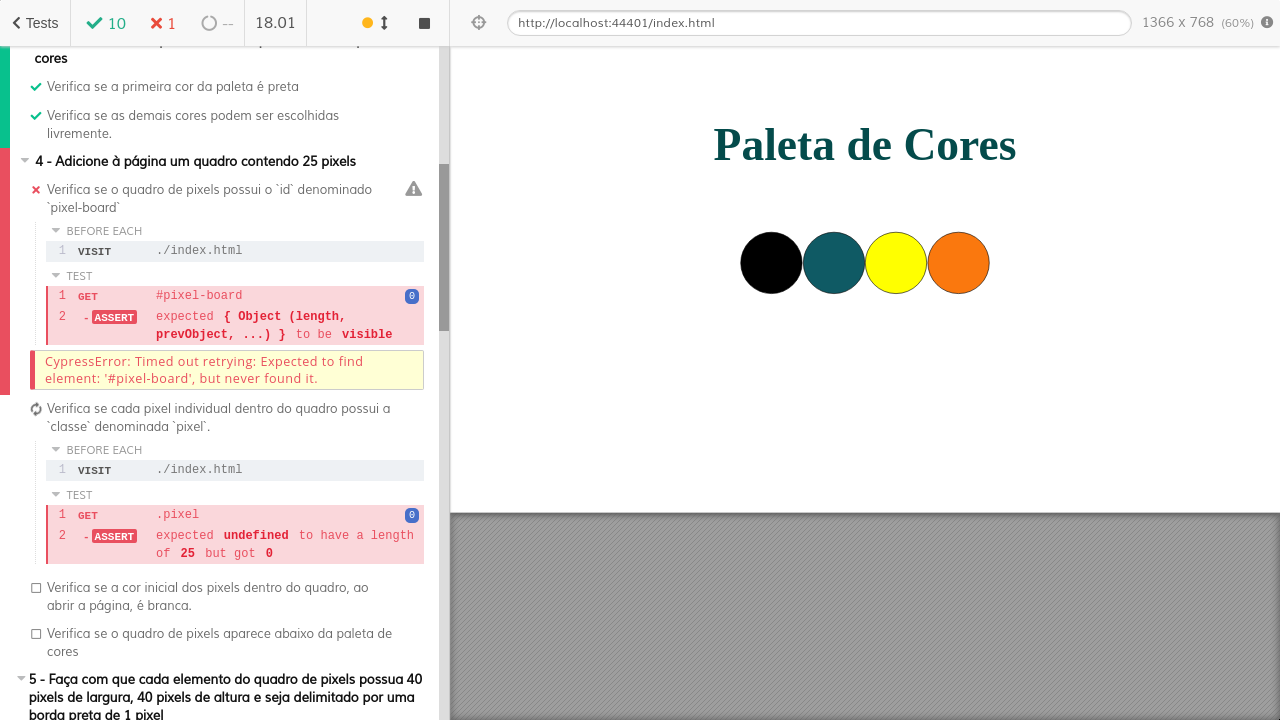 Tests 10 1 -- 18.01
http://localhost:44401/index.html 1366 x 768 (60%)
cores
Verifica se a primeira cor da paleta é preta
Verifica se as demais cores podem ser escolhidas
livremente.
4 - Adicione à página um quadro contendo 25 pixels
Verifica se o quadro de pixels possui o `id` denominado
`pixel-board`
BEFORE EACH
1 VISIT ./index.html
TEST
1 GET #pixel-board 0
2 -ASSERT expected { Object (length,
prevObject, ...) } to be visible
CypressError: Timed out retrying: Expected to find
element: '#pixel-board', but never found it.
Verifica se cada pixel individual dentro do quadro possui a
`classe` denominada `pixel`.
BEFORE EACH
1 VISIT ./index.html
TEST
1 GET .pixel 0
2 -ASSERT expected undefined to have a length
of 25 but got 0
Verifica se a cor inicial dos pixels dentro do quadro, ao
abrir a página, é branca.
Verifica se o quadro de pixels aparece abaixo da paleta de
cores
5 - Faça com que cada elemento do quadro de pixels possua 40
pixels de largura, 40 pixels de altura e seja delimitado por uma
borda preta de 1 pixel
Paleta de Cores